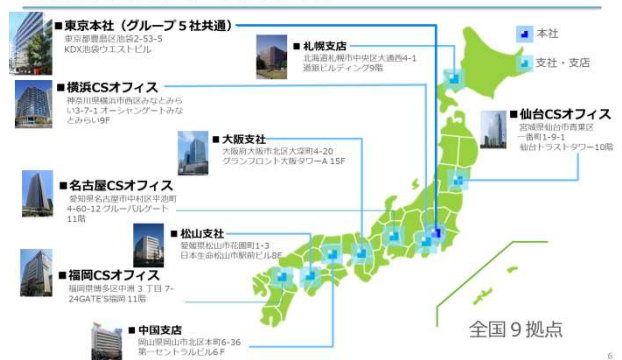 ■ 東京本社（グループ５社共通）
東京都豊島区池袋2-53-5
KDX池袋ウエストビル
■ 横浜CSオフィス
神奈川県横浜市西区みなとみら
い3-7-1 オーシャンゲートみな
とみらい9F
■ 札幌支店
北海道札幌市中央区大通西4-1
道銀ビルディング9階
■ 本社
■ 支社・支店
■ 仙台CSオフィス
宮城県仙台市青葉区
一番町1-9-1
仙台トラストタワー10階
■ 大阪支社
大阪府大阪市北区大深町4-20
グランフロント大阪タワーA 15F
■ 名古屋CSオフィス
愛知県名古屋市中村区平池町
4-60-12 グローバルゲート
11階
■ 松山支社
愛媛県松山市花園町1-3
日本生命松山市駅前ビル8F
■ 福岡CSオフィス
福岡県博多区中洲 3 丁目 7-
24GATE'S福岡 11階
■ 中国支店
岡山県岡山市北区本町6-36
第一セントラルビル6Ｆ
全国９拠点
6